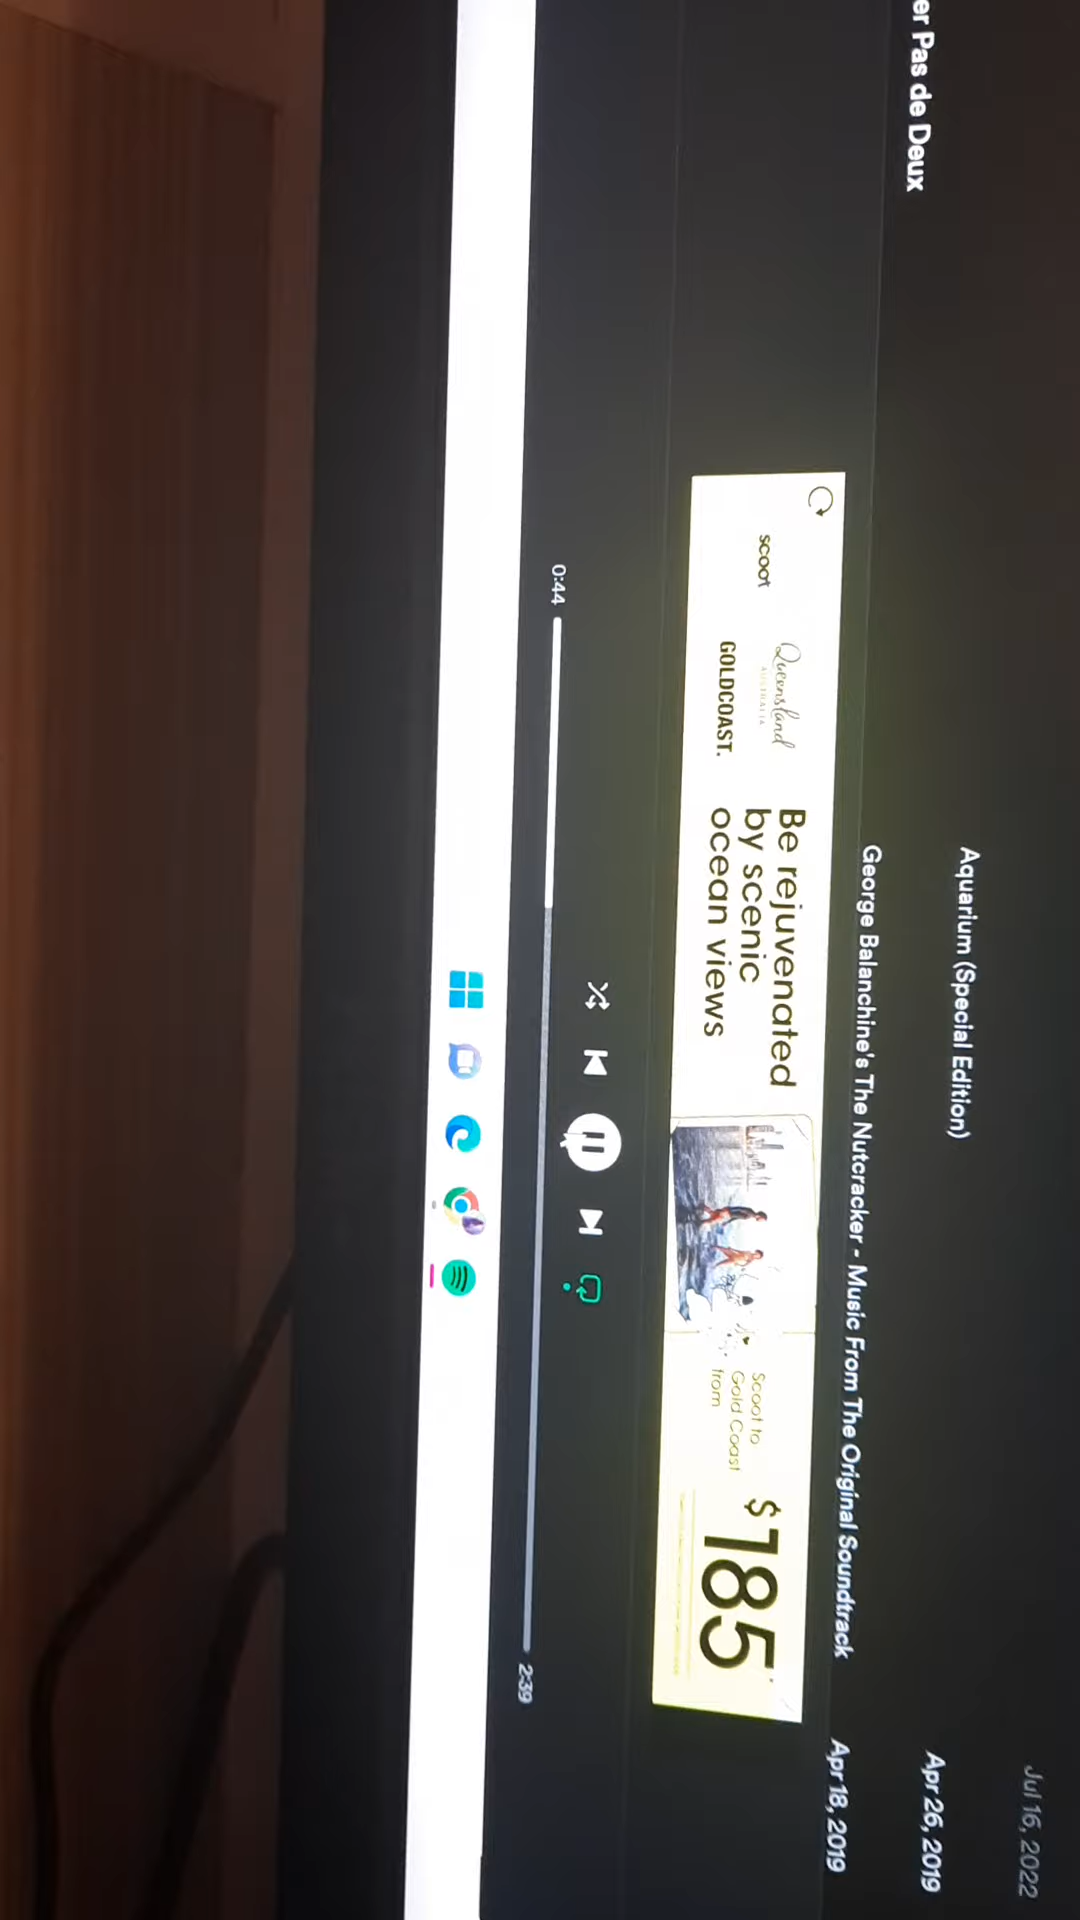 Jul 16, 2022
Aquarium (Special Edition)
Apr 26, 2019
er Pas de Deux
George Balanchine's The Nutcracker - Music From The Original Soundtrack
Apr 18, 2019
scoot
Queensland
AUSTRALIA
GOLDCOAST.
Be rejuvenated
by scenic
ocean views
Scoot to
Gold Coast
from
$185*
0:44
2:39